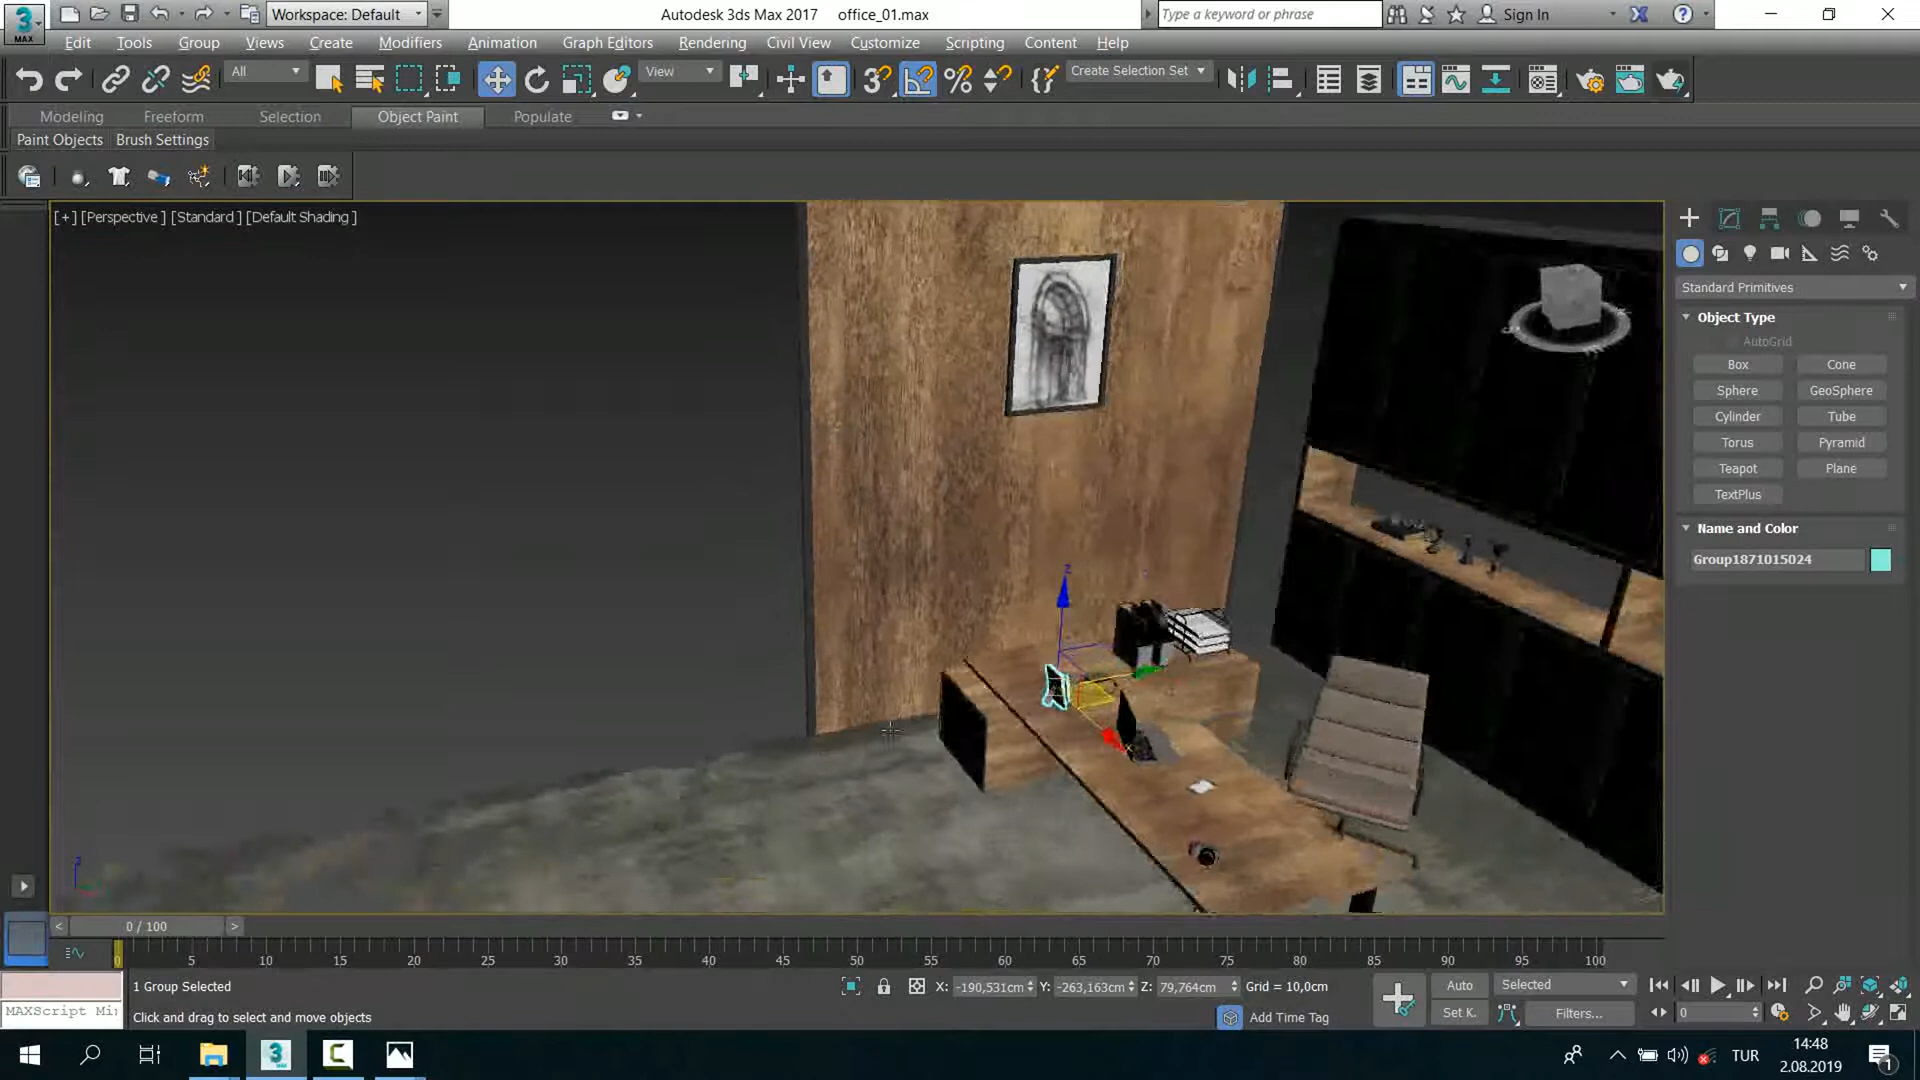 MAX
Workspace: Default
Autodesk 3ds Max 2017 office_01.max
Type a keyword or phrase
Sign In
Edit Tools Group Views Create Modifiers Animation Graph Editors Rendering Civil View Customize Scripting Content Help
All
View
Create Selection Set
Modeling Freeform Selection Object Paint Populate
Paint Objects Brush Settings
[+] [Perspective ] [Standard ] [Default Shading ]
Standard Primitives
Object Type
AutoGrid
Box Cone
Sphere GeoSphere
Cylinder Tube
Torus Pyramid
Teapot Plane
TextPlus
Name and Color
Group1871015024
z
z
< 0 / 100 >
0 5 10 15 20 25 30 35 40 45 50 55 60 65 70 75 80 85 90 95 100
1 Group Selected
X: -190,531cm Y: -263,163cm Z: 79,764cm Grid = 10,0cm
Auto Selected
MAXScript Mi
Click and drag to select and move objects
Add Time Tag
Set K. Filters... 0
TUR
14:48
2.08.2019
1